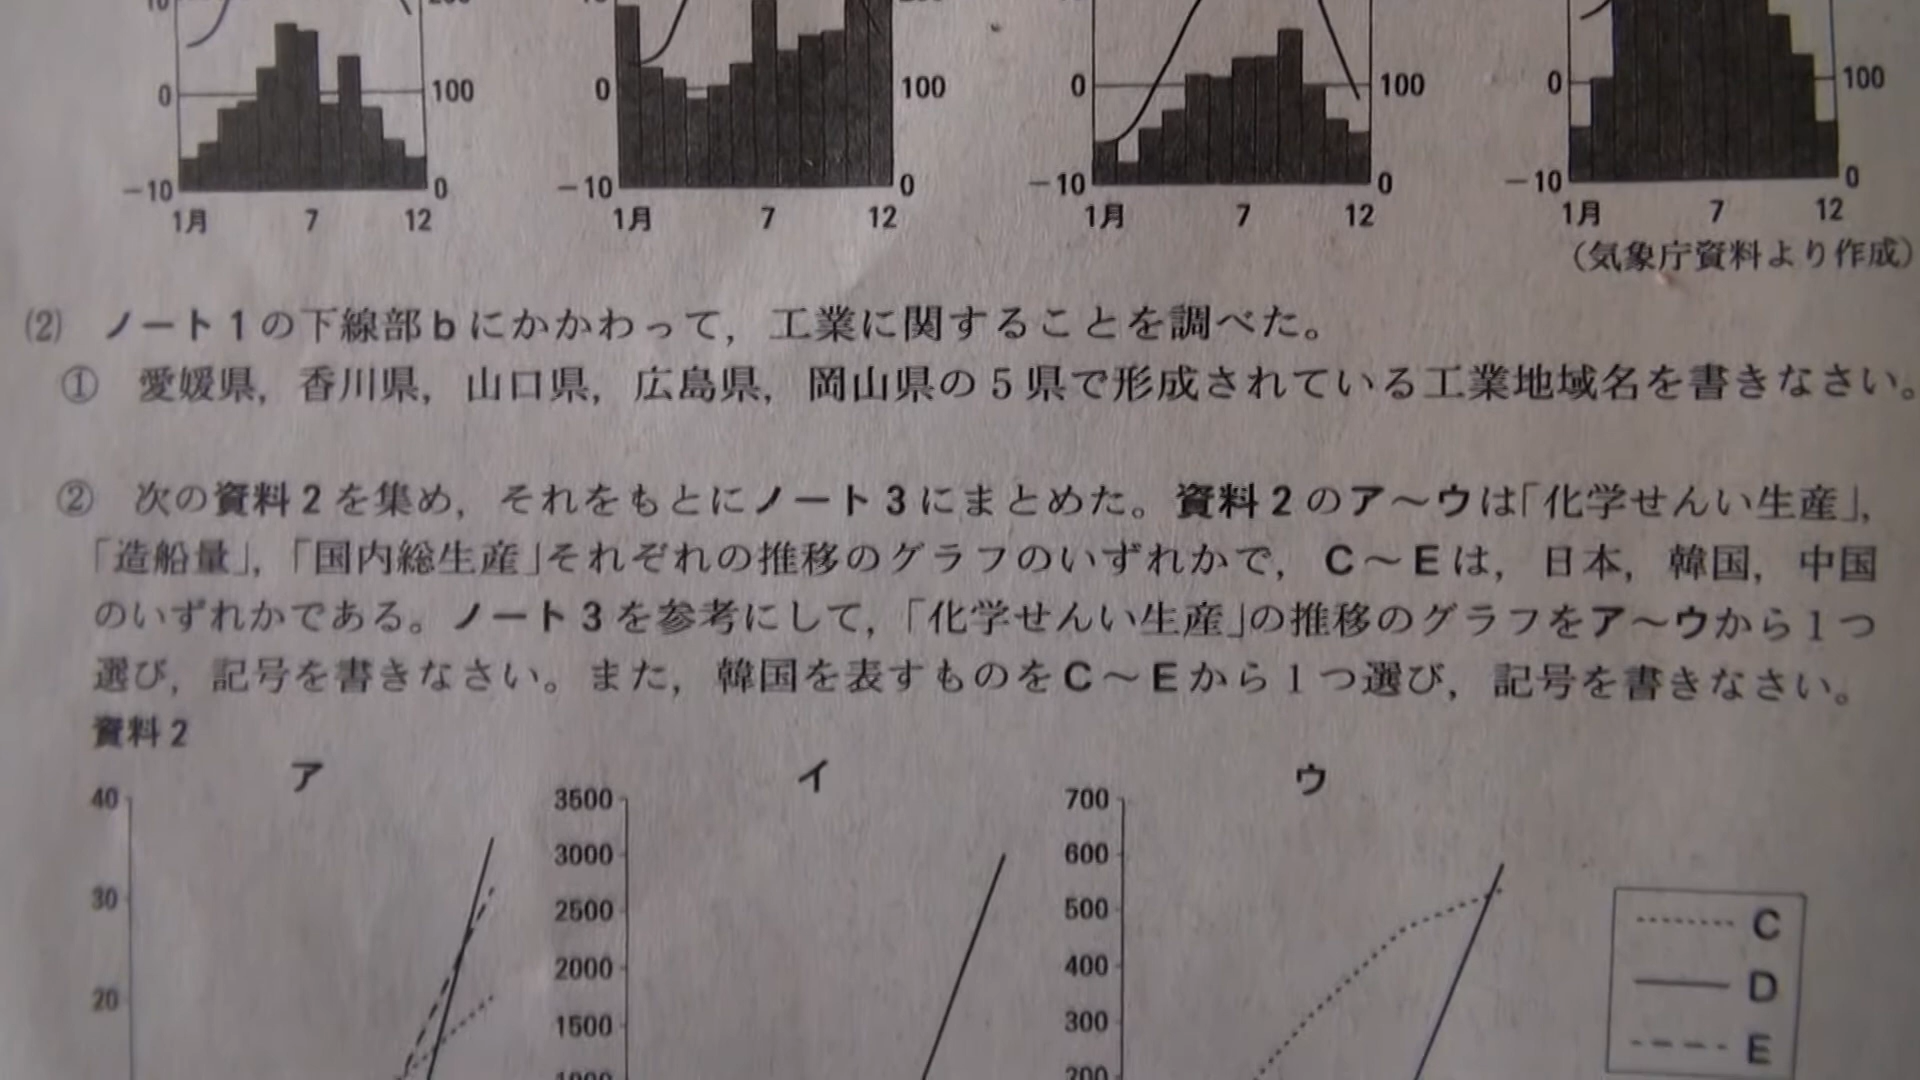 0 100 0 100 0 100 0 100
-10 0 -10 0 -10 0 -10 0
1月 7 12 1月 7 12 1月 7 12 1月 7 12
(気象庁資料より作成)
(2) ノート1の下線部bにかかわって，工業に関することを調べた。
① 愛媛県，香川県，山口県，広島県，岡山県の5県で形成されている工業地域名を書きなさい。
② 次の資料2を集め，それをもとにノート3にまとめた。資料2のア〜ウは「化学せんい生産」，
「造船量」，「国内総生産」それぞれの推移のグラフのいずれかで，C〜Eは，日本，韓国，中国
のいずれかである。ノート3を参考にして，「化学せんい生産」の推移のグラフをア〜ウから1つ
選び，記号を書きなさい。また，韓国を表すものをC〜Eから1つ選び，記号を書きなさい。
資料2
ア イ ウ
40 3500 700
3000 600
30 2500 500 C
20 2000 400 D
1500 300 E
200